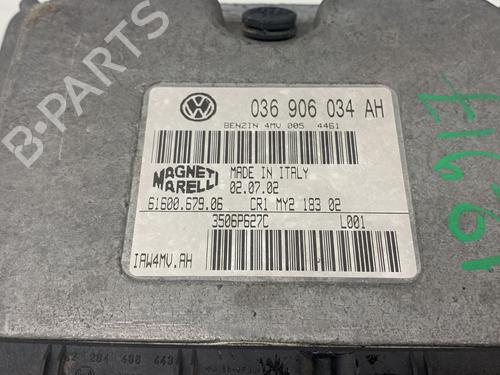 036 906 034 AH
BENZIN 4MV 005 4461
MAGNETI MARELLI
MADE IN ITALY
02.07.02
61600.679.06 CR1 MY2 183 02
3506P627C L001
IAW4MV.AH
B-Parts